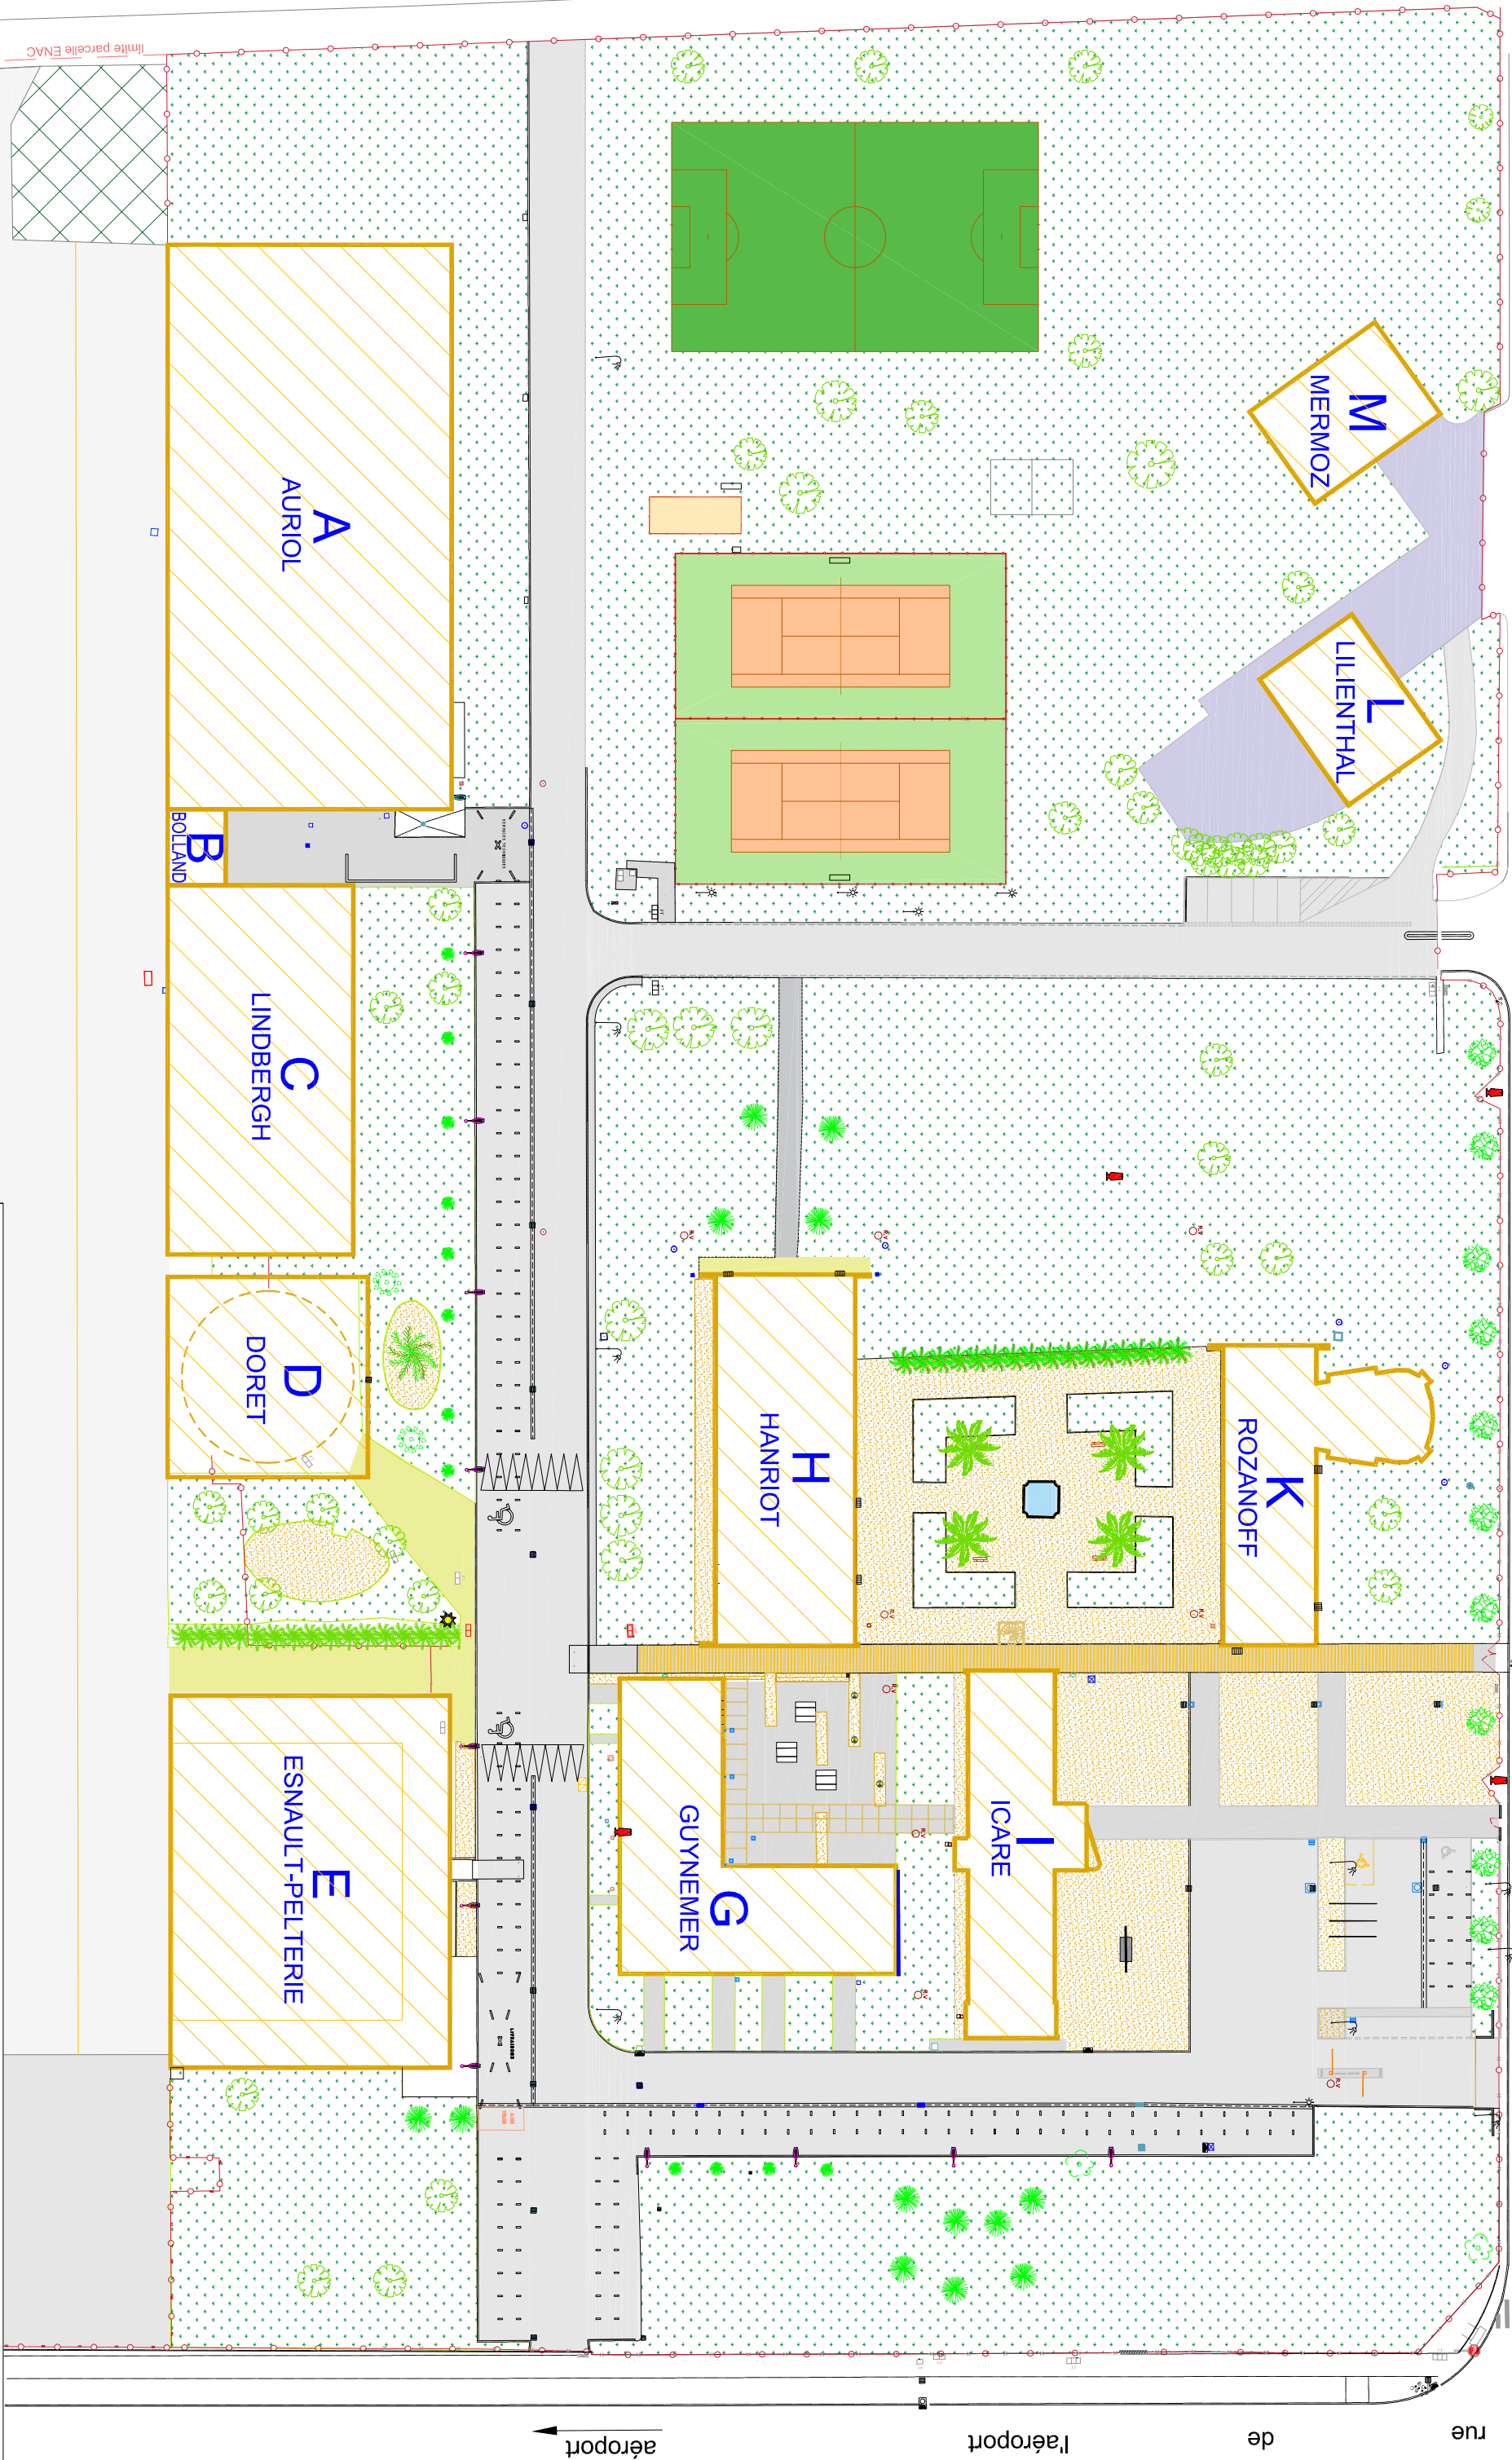 limite parcelle ENAC
M
MERMOZ
L
LILIENTHAL
A
AURIOL
B
BOLLAND
C
LINDBERGH
D
DORET
H
HANRIOT
K
ROZANOFF
E
ESNAULT-PELTERIE
G
GUYNEMER
I
ICARE
R.V
R.V
R.V
R.V
R.V
R.V
R.V
R.V
R.V
rue de l'aéroport
aéroport